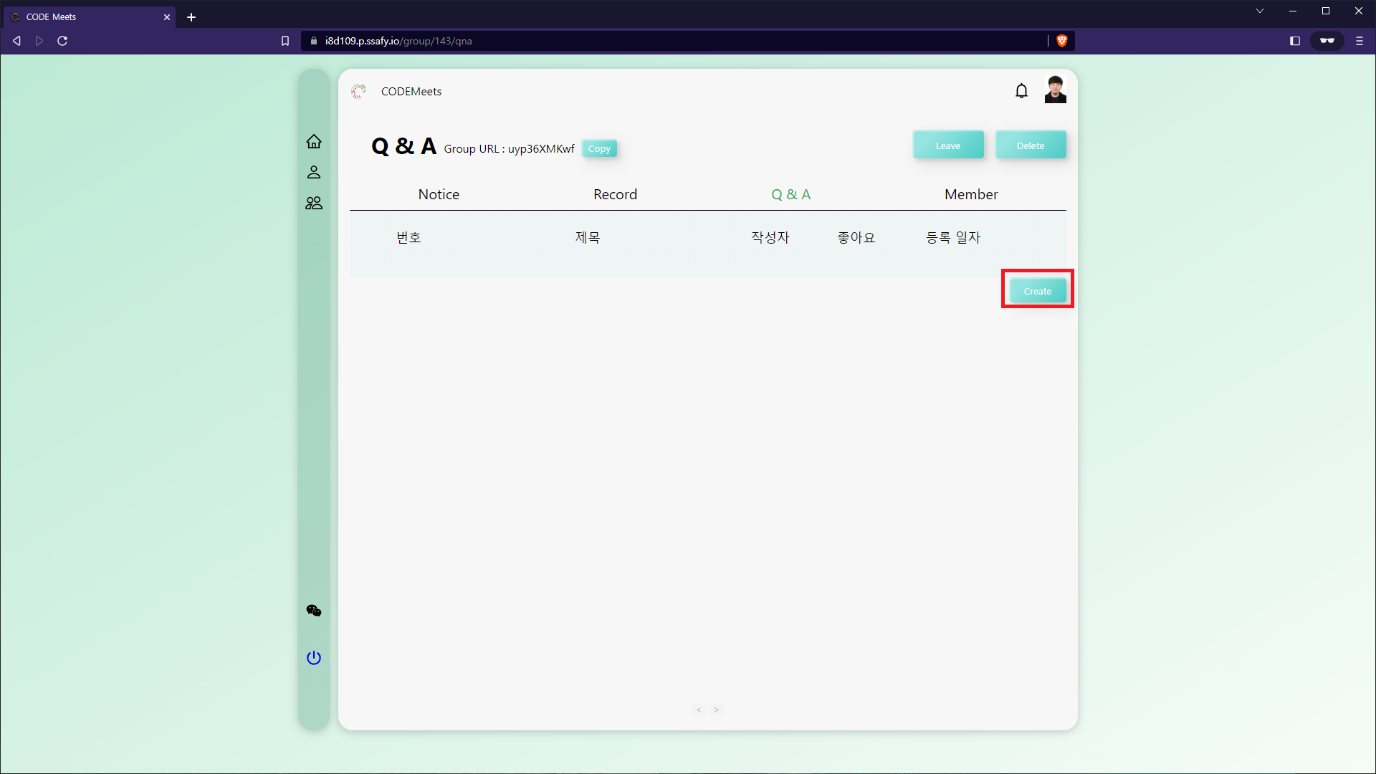 CODE Meets
i8d109.p.ssafy.io/group/143/qna
CODEMeets
Q & A Group URL : uyp36XMKwf Copy Leave Delete
Notice Record Q & A Member
번호 제목 작성자 좋아요 등록 일자
Create
< >